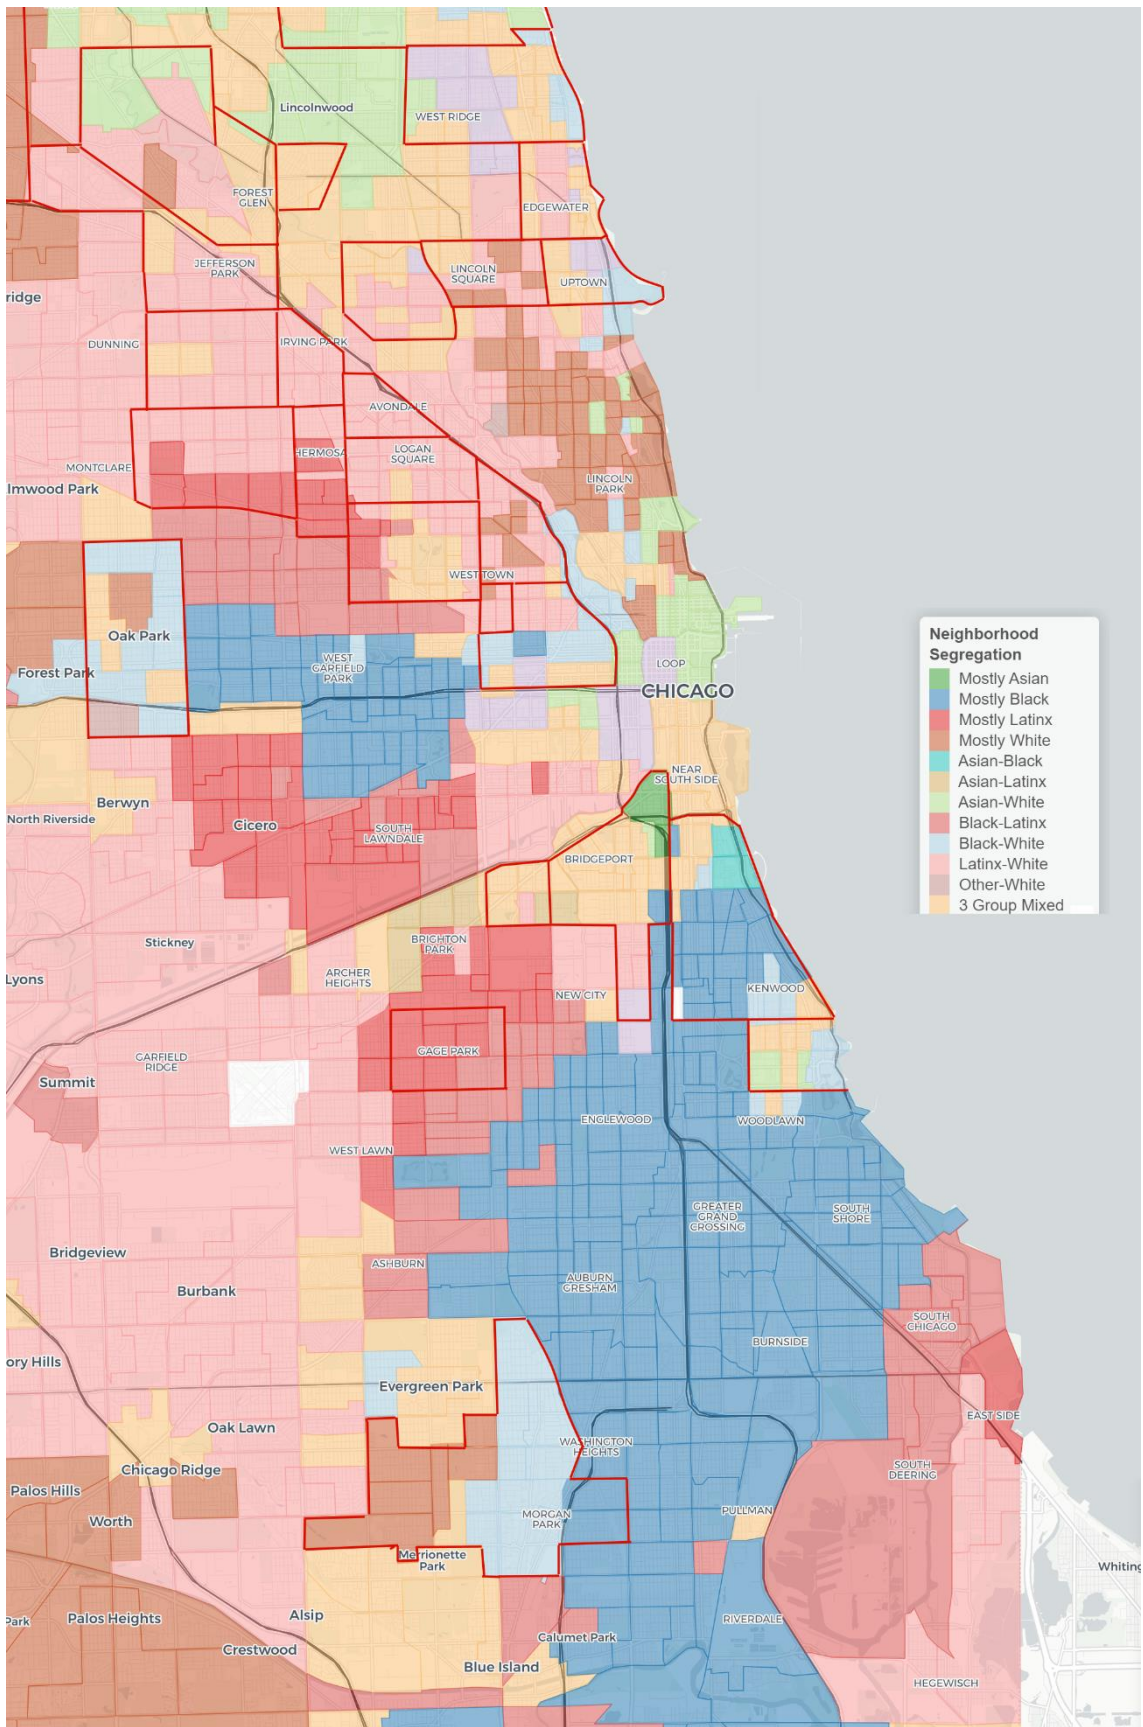 Lincolnwood
WEST RIDGE
FOREST
GLEN
EDGEWATER
JEFFERSON
PARK
LINCOLN
SQUARE
UPTOWN
ridge
DUNNING
IRVING PARK
AVONDALE
HERMOSA
LOGAN
SQUARE
MONTCLARE
lmwood Park
LINCOLN
PARK
WEST TOWN
Oak Park
Forest Park
WEST
GARFIELD
PARK
LOOP
CHICAGO
Neighborhood
Segregation
Mostly Asian
Mostly Black
Mostly Latinx
Mostly White
Asian-Black
Asian-Latinx
Asian-White
Black-Latinx
Black-White
Latinx-White
Other-White
3 Group Mixed
NEAR
SOUTH SIDE
Berwyn
North Riverside
Cicero
SOUTH
LAWNDALE
BRIDGEPORT
Stickney
BRIGHTON
PARK
Lyons
ARCHER
HEIGHTS
NEW CITY
KENWOOD
GAGE PARK
GARFIELD
RIDGE
Summit
ENGLEWOOD
WOODLAWN
WEST LAWN
GREATER
GRAND
CROSSING
SOUTH
SHORE
Bridgeview
ASHBURN
Burbank
AUBURN
GRESHAM
SOUTH
CHICAGO
BURNSIDE
ory Hills
Evergreen Park
EAST SIDE
Oak Lawn
WASHINGTON
HEIGHTS
Chicago Ridge
SOUTH
DEERING
Palos Hills
Worth
MORGAN
PARK
PULLMAN
Merrionette
Park
Whiting
Park
Palos Heights
Alsip
RIVERDALE
Crestwood
Calumet Park
Blue Island
HEGEWISCH